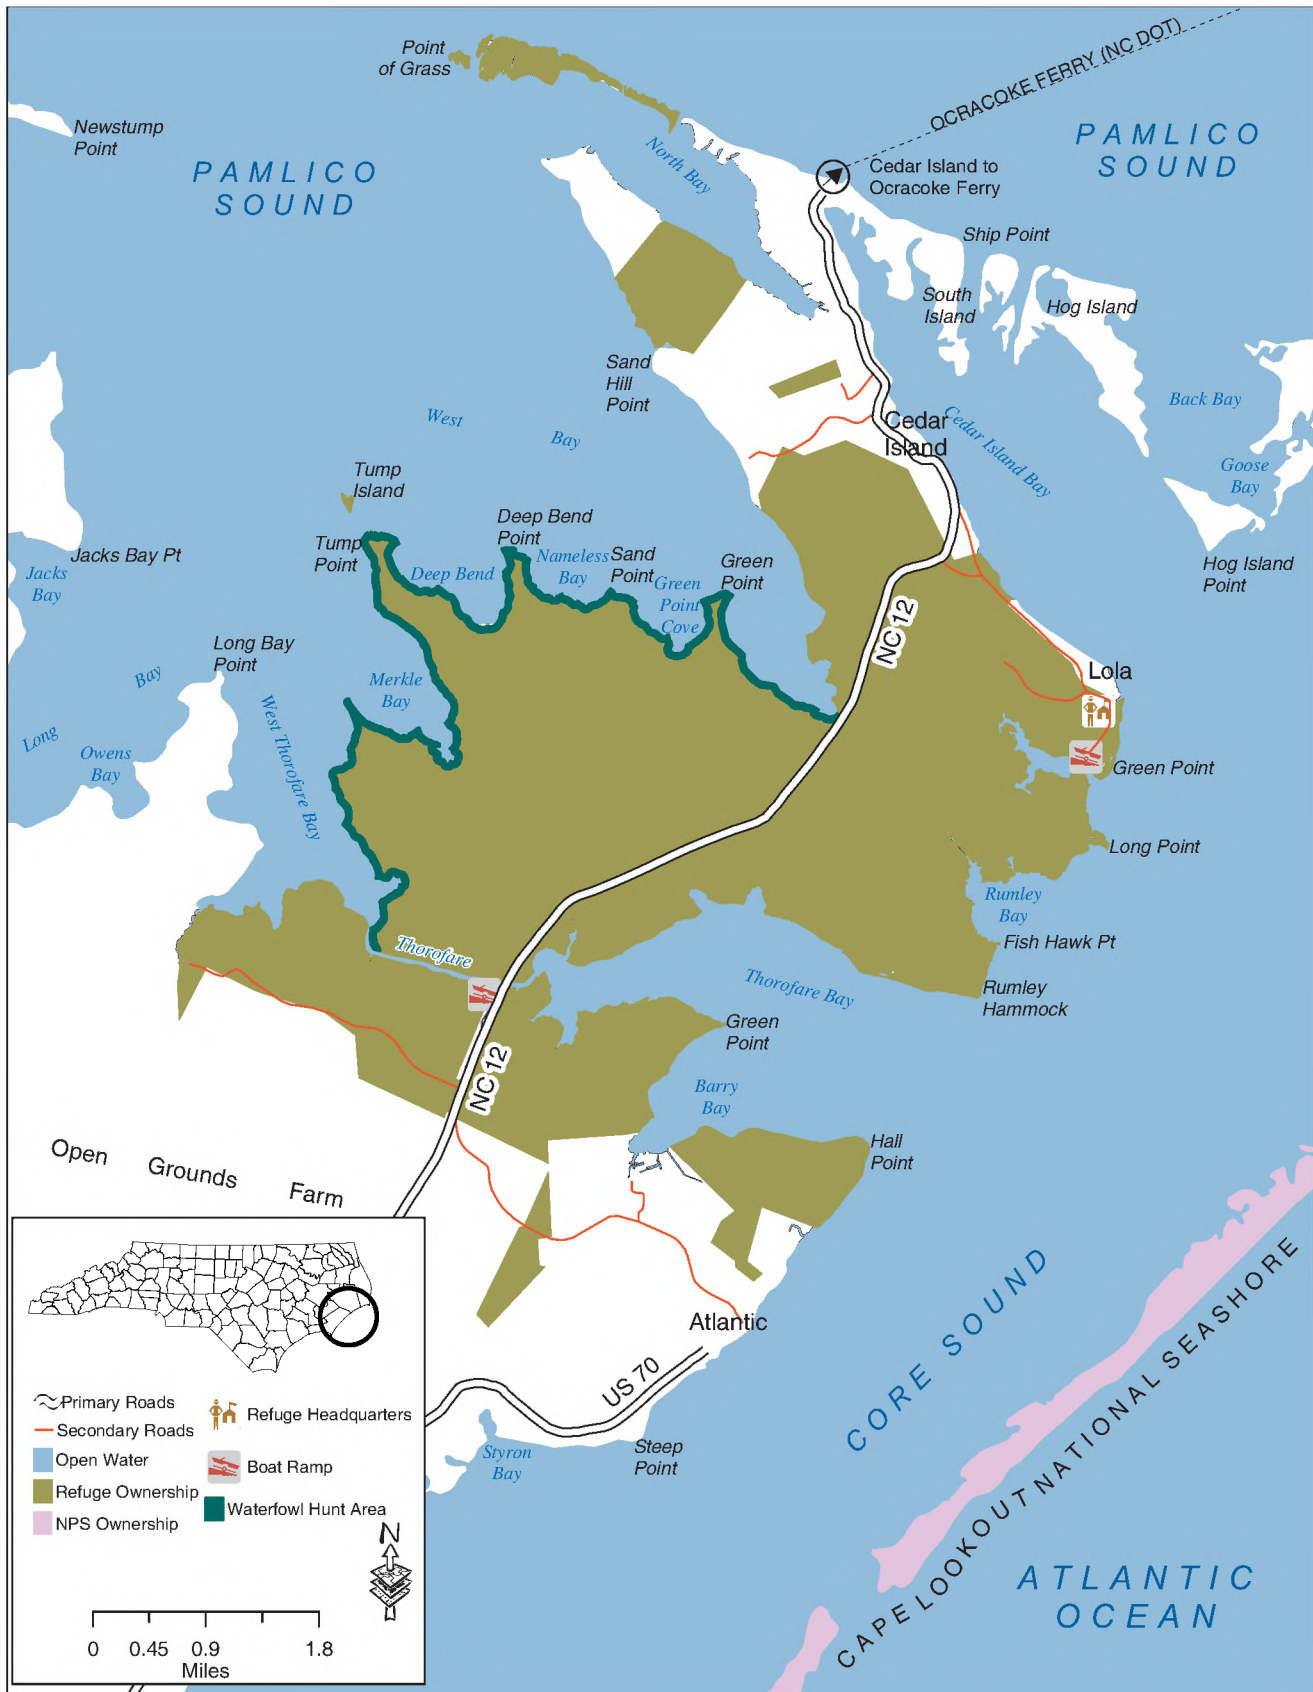 Point
of Grass
OCRACOKE FERRY (NC DOT)
Newstump
Point
PAMLICO
SOUND
North Bay
PAMLICO
SOUND
Cedar Island to
Ocracoke Ferry
Ship Point
South
Island
Hog Island
Sand
Hill
Point
West
Bay
Back Bay
Cedar
Island
Cedar Island Bay
Goose
Bay
Tump
Island
Deep Bend
Point
Tump
Point
Deep Bend
Nameless
Bay
Sand
Point
Green
Point
Cove
Green
Point
Jacks Bay Pt
Jacks
Bay
Hog Island
Point
NC 12
Long Bay
Point
Lola
Merkle
Bay
Long
Bay
West Thorofare Bay
Owens
Bay
Green Point
Long Point
Rumley
Bay
Fish Hawk Pt
Thorofare
Thorofare Bay
Rumley
Hammock
Green
Point
NC 12
Barry
Bay
Hall
Point
Open Grounds Farm
Atlantic
US 70
Styron
Bay
Steep
Point
CORE SOUND
CAPE LOOKOUT NATIONAL SEASHORE
ATLANTIC
OCEAN
Primary Roads
Secondary Roads
Open Water
Refuge Ownership
NPS Ownership
Refuge Headquarters
Boat Ramp
Waterfowl Hunt Area
N
0 0.45 0.9 1.8
Miles